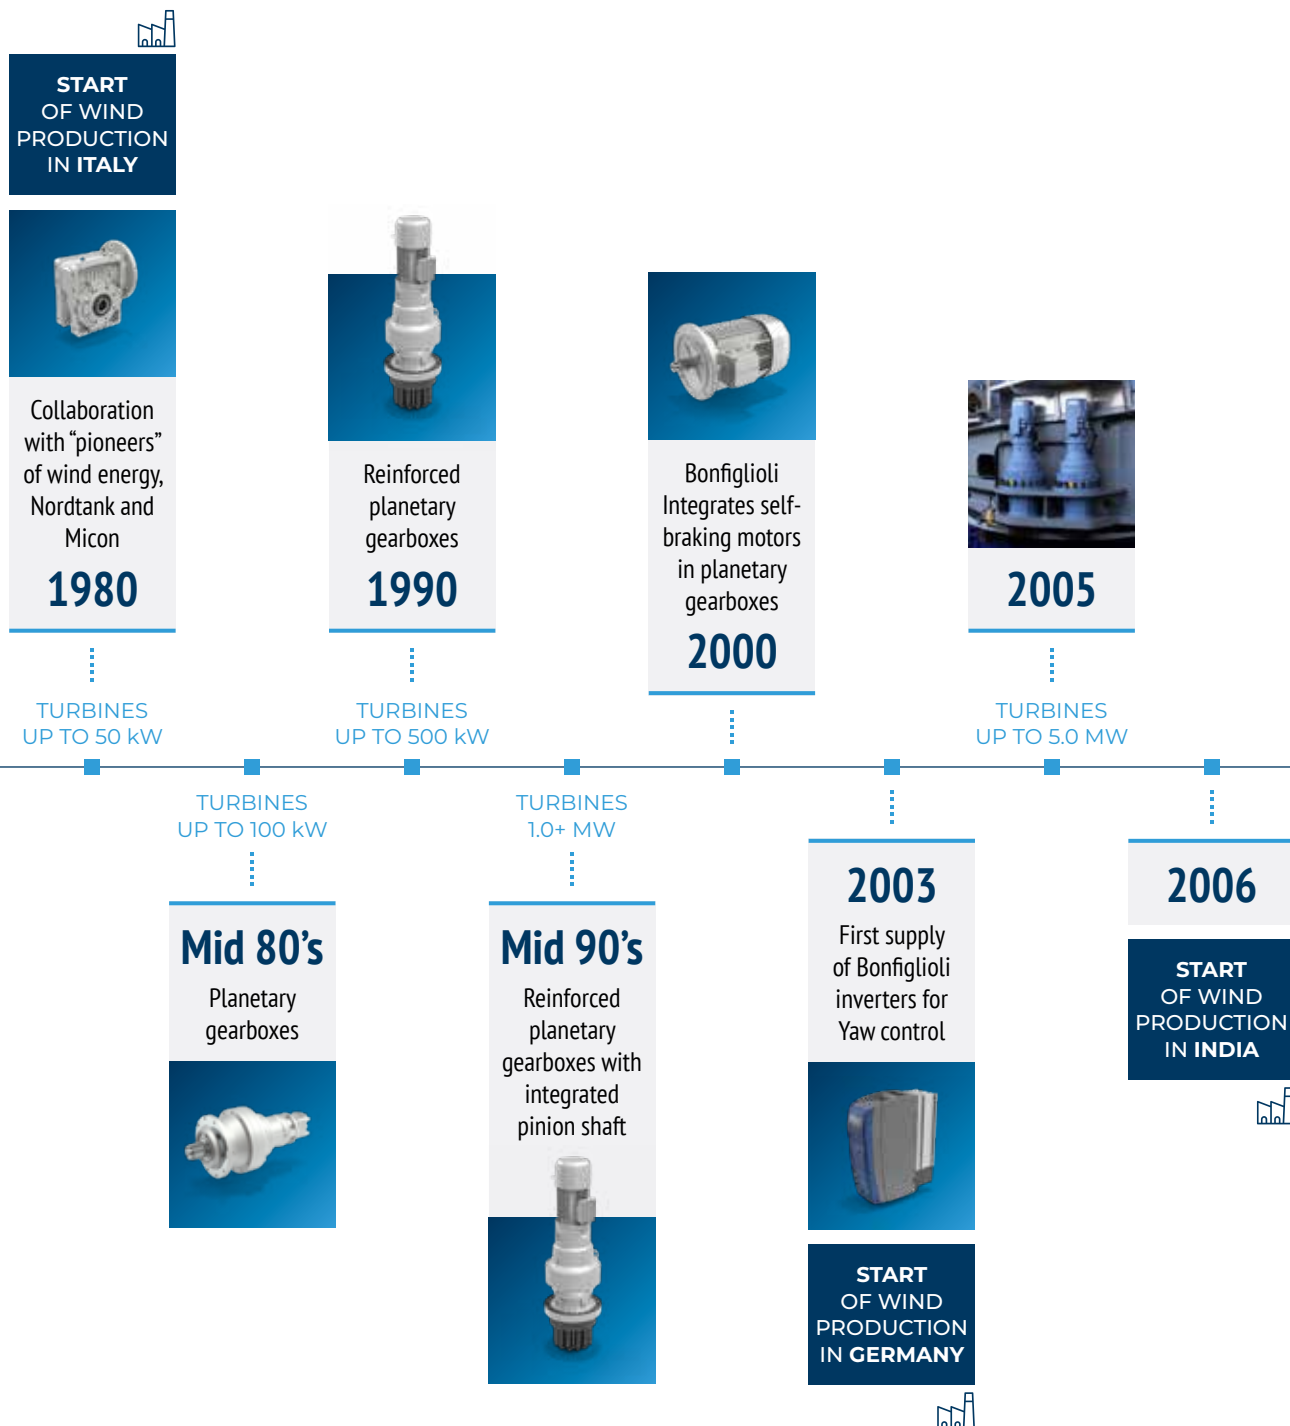 START
OF WIND
PRODUCTION
IN ITALY
Collaboration
with “pioneers”
of wind energy,
Nordtank and
Micon
1980
TURBINES
UP TO 50 kW
TURBINES
UP TO 100 kW
Mid 80’s
Planetary
gearboxes
Reinforced
planetary
gearboxes
1990
TURBINES
UP TO 500 kW
TURBINES
1.0+ MW
Mid 90’s
Reinforced
planetary
gearboxes with
integrated
pinion shaft
Bonfiglioli
Integrates self-
braking motors
in planetary
gearboxes
2000
2003
First supply
of Bonfiglioli
inverters for
Yaw control
START
OF WIND
PRODUCTION
IN GERMANY
2005
TURBINES
UP TO 5.0 MW
2006
START
OF WIND
PRODUCTION
IN INDIA